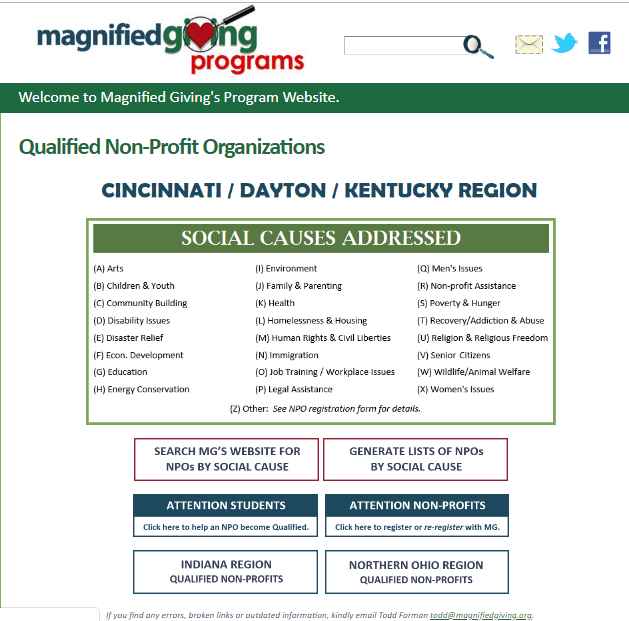 magnifiedgiving
programs
Welcome to Magnified Giving's Program Website.
Qualified Non-Profit Organizations
CINCINNATI / DAYTON / KENTUCKY REGION
SOCIAL CAUSES ADDRESSED
(A) Arts
(B) Children & Youth
(C) Community Building
(D) Disability Issues
(E) Disaster Relief
(F) Econ. Development
(G) Education
(H) Energy Conservation
(I) Environment
(J) Family & Parenting
(K) Health
(L) Homelessness & Housing
(M) Human Rights & Civil Liberties
(N) Immigration
(O) Job Training / Workplace Issues
(P) Legal Assistance
(Q) Men's Issues
(R) Non-profit Assistance
(S) Poverty & Hunger
(T) Recovery/Addiction & Abuse
(U) Religion & Religious Freedom
(V) Senior Citizens
(W) Wildlife/Animal Welfare
(X) Women's Issues
(Z) Other: See NPO registration form for details.
SEARCH MG'S WEBSITE FOR
NPOs BY SOCIAL CAUSE
GENERATE LISTS OF NPOs
BY SOCIAL CAUSE
ATTENTION STUDENTS
Click here to help an NPO become Qualified.
ATTENTION NON-PROFITS
Click here to register or re-register with MG.
INDIANA REGION
QUALIFIED NON-PROFITS
NORTHERN OHIO REGION
QUALIFIED NON-PROFITS
If you find any errors, broken links or outdated information, kindly email Todd Forman todd@magnifiedgiving.org.